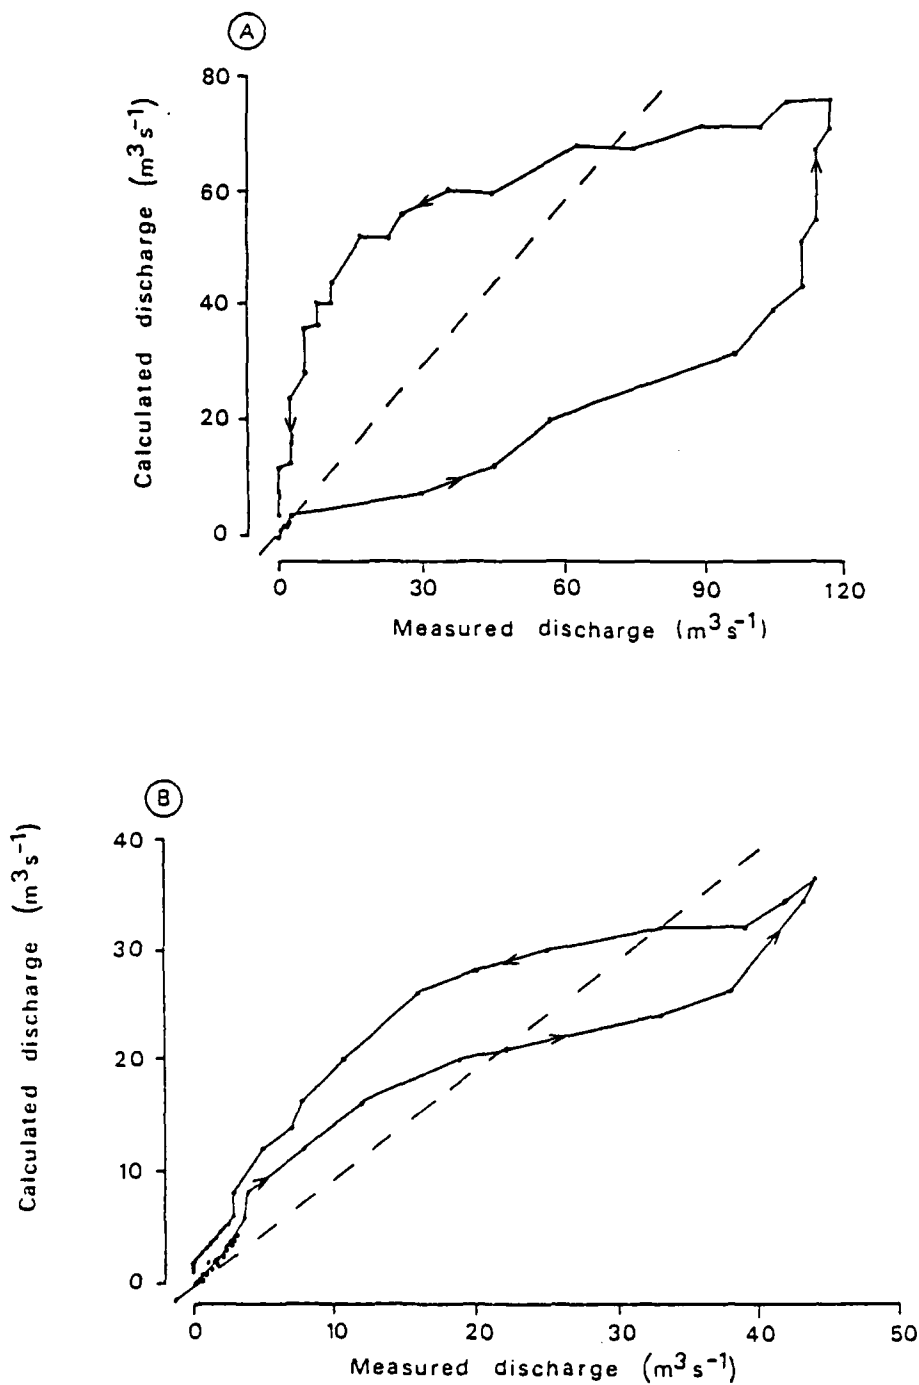 A
80
60
40
20
0
Calculated discharge (m³s⁻¹)
0 30 60 90 120
Measured discharge (m³s⁻¹)
B
40
30
20
10
0
Calculated discharge (m³s⁻¹)
0 10 20 30 40 50
Measured discharge (m³s⁻¹)